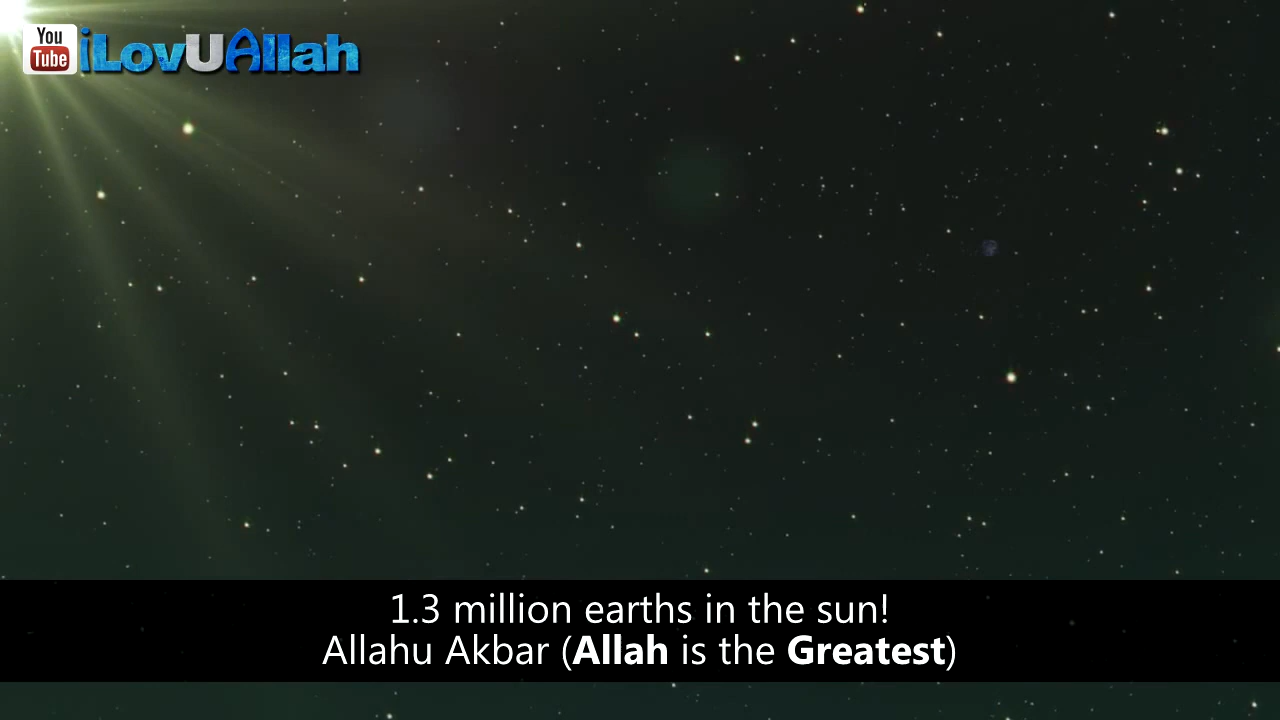 You
Tube
iLovUAllah
1.3 million earths in the sun!
Allahu Akbar (Allah is the Greatest)